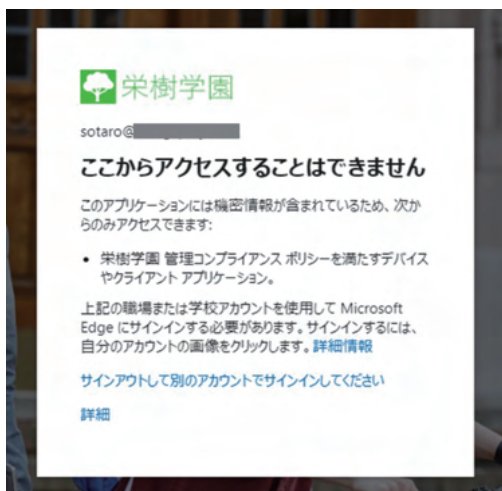 栄樹学園
sotaro@
ここからアクセスすることはできません
このアプリケーションには機密情報が含まれているため、次か
らのみアクセスできます:
• 栄樹学園 管理コンプライアンス ポリシーを満たすデバイス
やクライアント アプリケーション。
上記の職場または学校アカウントを使用して Microsoft
Edge にサインインする必要があります。サインインするには、
自分のアカウントの画像をクリックします。詳細情報
サインアウトして別のアカウントでサインインしてください
詳細